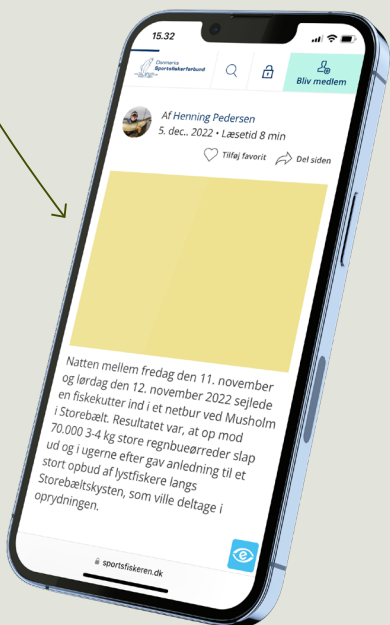 15.32
Danmarks
Sportsfiskerforbund
Bliv medlem
Af Henning Pedersen
5. dec.. 2022 • Læsetid 8 min
Tilføj favorit Del siden
Natten mellem fredag den 11. november
og lørdag den 12. november 2022 sejlede
en fiskekutter ind i et netbur ved Musholm
i Storebælt. Resultatet var, at op mod
70.000 3-4 kg store regnbueørreder slap
ud og i ugerne efter gav anledning til et
stort opbud af lystfiskere langs
Storebæltskysten, som ville deltage i
oprydningen.
sportsfiskeren.dk